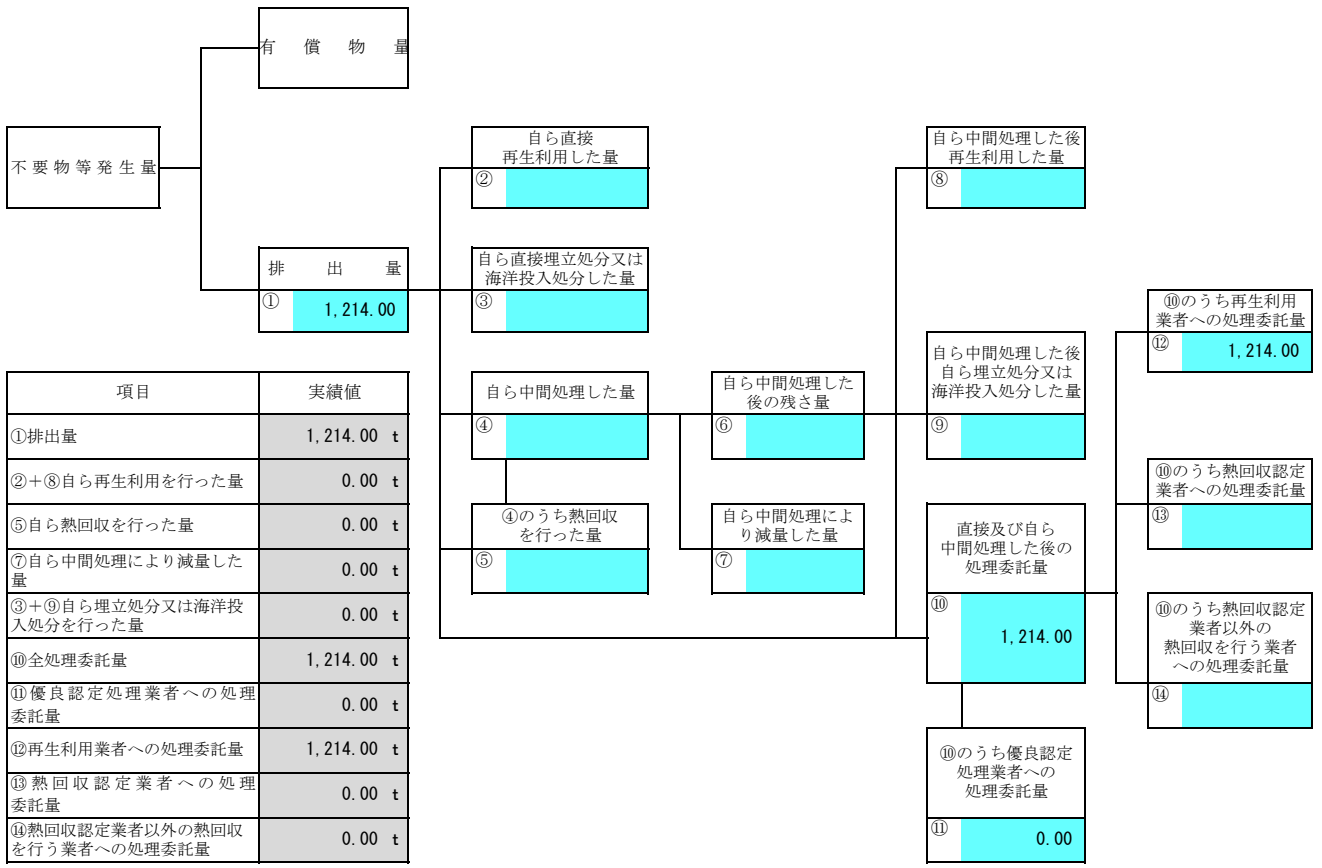 有償物量
不要物等発生量
排出量
①
1,214.00
自ら直接
再生利用した量
②
自ら直接埋立処分又は
海洋投入処分した量
③
自ら中間処理した量
④
④のうち熱回収
を行った量
⑤
自ら中間処理した
後の残さ量
⑥
自ら中間処理によ
り減量した量
⑦
自ら中間処理した後
再生利用した量
⑧
自ら中間処理した後
自ら埋立処分又は
海洋投入処分した量
⑨
直接及び自ら
中間処理した後の
処理委託量
⑩
1,214.00
⑩のうち優良認定
処理業者への
処理委託量
⑪
0.00
⑩のうち再生利用
業者への処理委託量
⑫
1,214.00
⑩のうち熱回収認定
業者への処理委託量
⑬
⑩のうち熱回収認定
業者以外の
熱回収を行う業者
への処理委託量
⑭
項目 実績値
①排出量 1,214.00 t
②+⑧自ら再生利用を行った量 0.00 t
⑤自ら熱回収を行った量 0.00 t
⑦自ら中間処理により減量した
量 0.00 t
③+⑨自ら埋立処分又は海洋投
入処分を行った量 0.00 t
⑩全処理委託量 1,214.00 t
⑪優良認定処理業者への処理
委託量 0.00 t
⑫再生利用業者への処理委託量 1,214.00 t
⑬熱回収認定業者への処理
委託量 0.00 t
⑭熱回収認定業者以外の熱回収
を行う業者への処理委託量 0.00 t